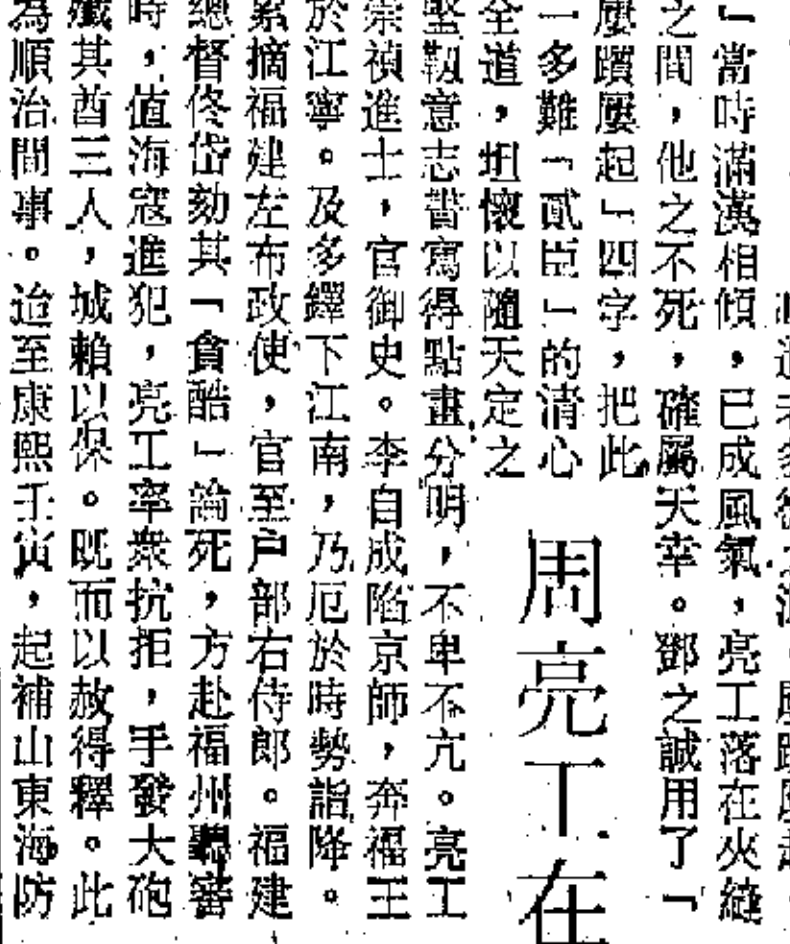 」當時滿漢相傾，已成風氣，亮工落在夾縫
之間，他之不死，確屬天幸。鄧之誠用了「
屢躓屢起」四字，把此
一多難「貳臣」的清心
全道，坦懷以隨天定之
周亮工在
堅韌意志書寫得點畫分明，不卑不亢。亮工
崇禎進士，官御史。李自成陷京師，奔福王
於江寧。及多鐸下江南，乃厄於時勢詣降。
累摘福建左布政使，官至戶部右侍郎。福建
總督佟岱劾其「貪酷」論死，方赴福州聽審
時，值海寇進犯，亮工率衆抗拒，手發大砲
殲其酋三人，城賴以保。既而以赦得釋。此
為順治間事。迨至康熙壬寅，起補山東海防